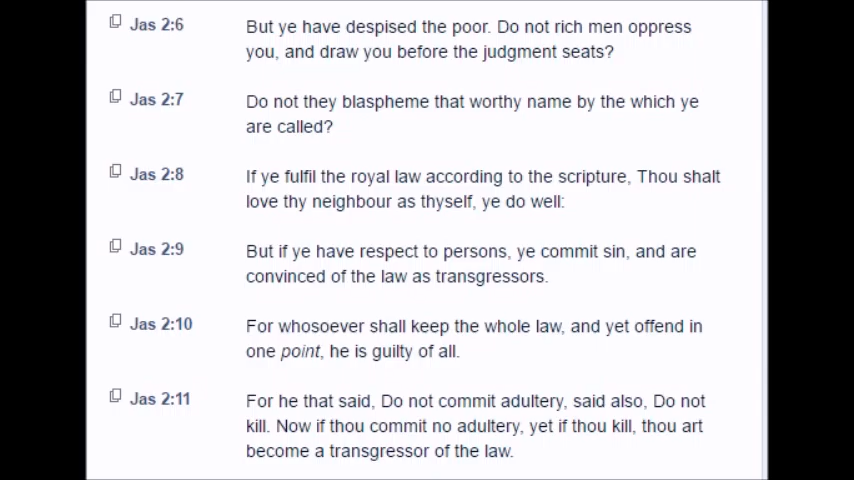 Jas 2:6 But ye have despised the poor. Do not rich men oppress
you, and draw you before the judgment seats?
Jas 2:7 Do not they blaspheme that worthy name by the which ye
are called?
Jas 2:8 If ye fulfil the royal law according to the scripture, Thou shalt
love thy neighbour as thyself, ye do well:
Jas 2:9 But if ye have respect to persons, ye commit sin, and are
convinced of the law as transgressors.
Jas 2:10 For whosoever shall keep the whole law, and yet offend in
one point, he is guilty of all.
Jas 2:11 For he that said, Do not commit adultery, said also, Do not
kill. Now if thou commit no adultery, yet if thou kill, thou art
become a transgressor of the law.